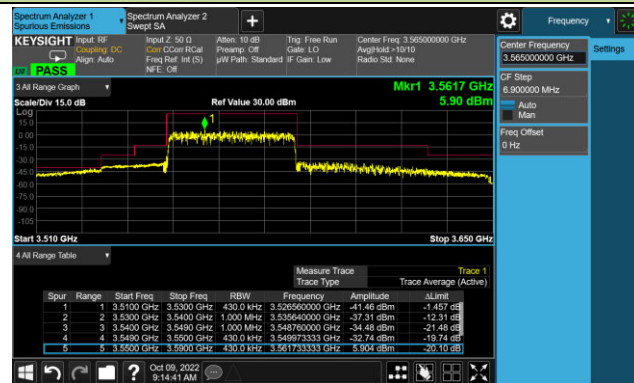 Spectrum Analyzer 1
Spurious Emissions
Spectrum Analyzer 2
Swept SA
Frequency
KEYSIGHT Input: RF
Coupling: DC
Align: Auto
LW PASS
Input Z: 50 Ω
Corr CCorr RCal
Freq Ref: Int (S)
NFE: Off
Atten: 10 dB
Preamp: Off
µW Path: Standard
Trig: Free Run
Gate: LO
IF Gain: Low
Center Freq: 3.565000000 GHz
Avg|Hold:>10/10
Radio Std: None
Center Frequency
3.565000000 GHz
Settings
CF Step
6.900000 MHz
Auto
Man
Freq Offset
0 Hz
3 All Range Graph
Mkr1 3.5617 GHz
Scale/Div 15.0 dB
Ref Value 30.00 dBm
5.90 dBm
Log
15.0
0.00
-15.0
-30.0
-45.0
-60.0
-75.0
-90.0
-105
1
Start 3.510 GHz
Stop 3.650 GHz
4 All Range Table
Measure Trace Trace 1
Trace Type Trace Average (Active)
Spur Range Start Freq Stop Freq RBW Frequency Amplitude ΔLimit
1 1 3.5100 GHz 3.5300 GHz 430.0 kHz 3.526560000 GHz -41.46 dBm -1.457 dB
2 2 3.5300 GHz 3.5400 GHz 1.000 MHz 3.535640000 GHz -37.31 dBm -12.31 dB
3 3 3.5400 GHz 3.5490 GHz 1.000 MHz 3.548760000 GHz -34.48 dBm -21.48 dB
4 4 3.5490 GHz 3.5500 GHz 430.0 kHz 3.549973333 GHz -32.74 dBm -19.74 dB
5 5 3.5500 GHz 3.5900 GHz 430.0 kHz 3.561733333 GHz 5.904 dBm -20.10 dB
Oct 09, 2022
9:14:41 AM